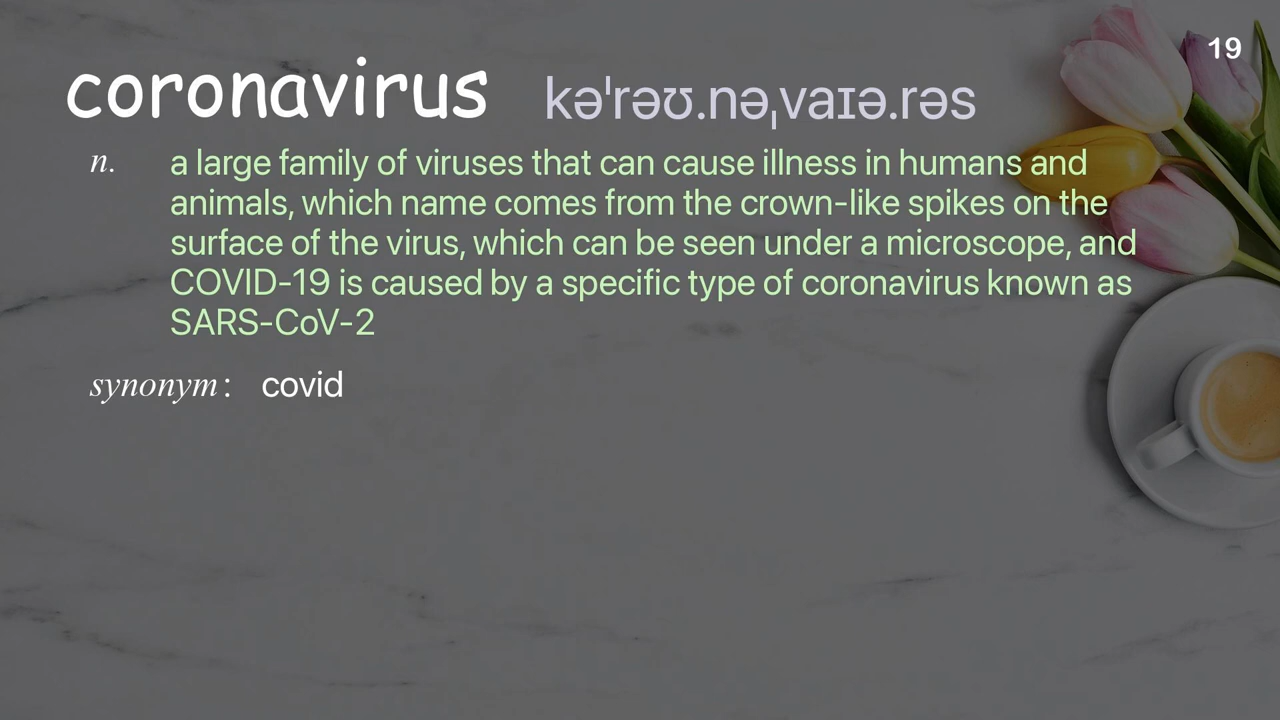 19
coronavirus kəˈrəʊ.nəˌvaɪə.rəs
n. a large family of viruses that can cause illness in humans and
animals, which name comes from the crown-like spikes on the
surface of the virus, which can be seen under a microscope, and
COVID-19 is caused by a specific type of coronavirus known as
SARS-CoV-2
synonym: covid